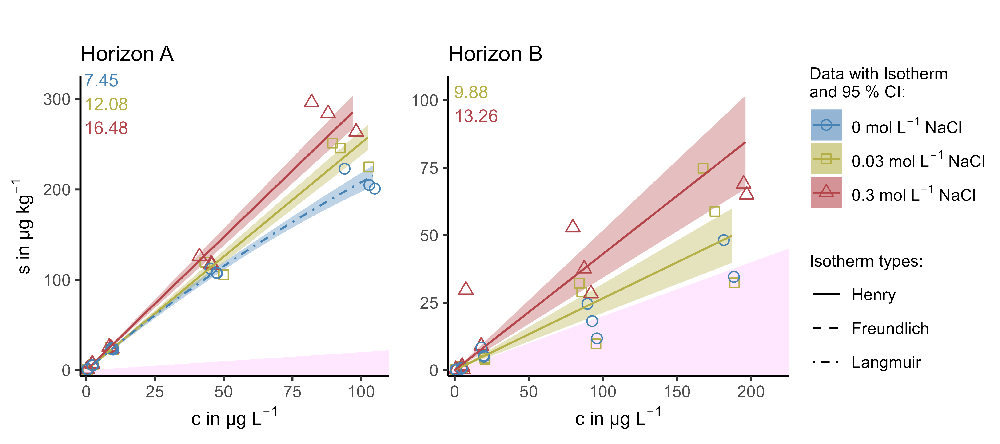 Horizon A
7.45
12.08
16.48
300
200
100
0
0 25 50 75 100
s in µg kg⁻¹
c in µg L⁻¹
Horizon B
9.88
13.26
100
75
50
25
0
0 50 100 150 200
c in µg L⁻¹
Data with Isotherm
and 95 % CI:
0 mol L⁻¹ NaCl
0.03 mol L⁻¹ NaCl
0.3 mol L⁻¹ NaCl
Isotherm types:
Henry
Freundlich
Langmuir